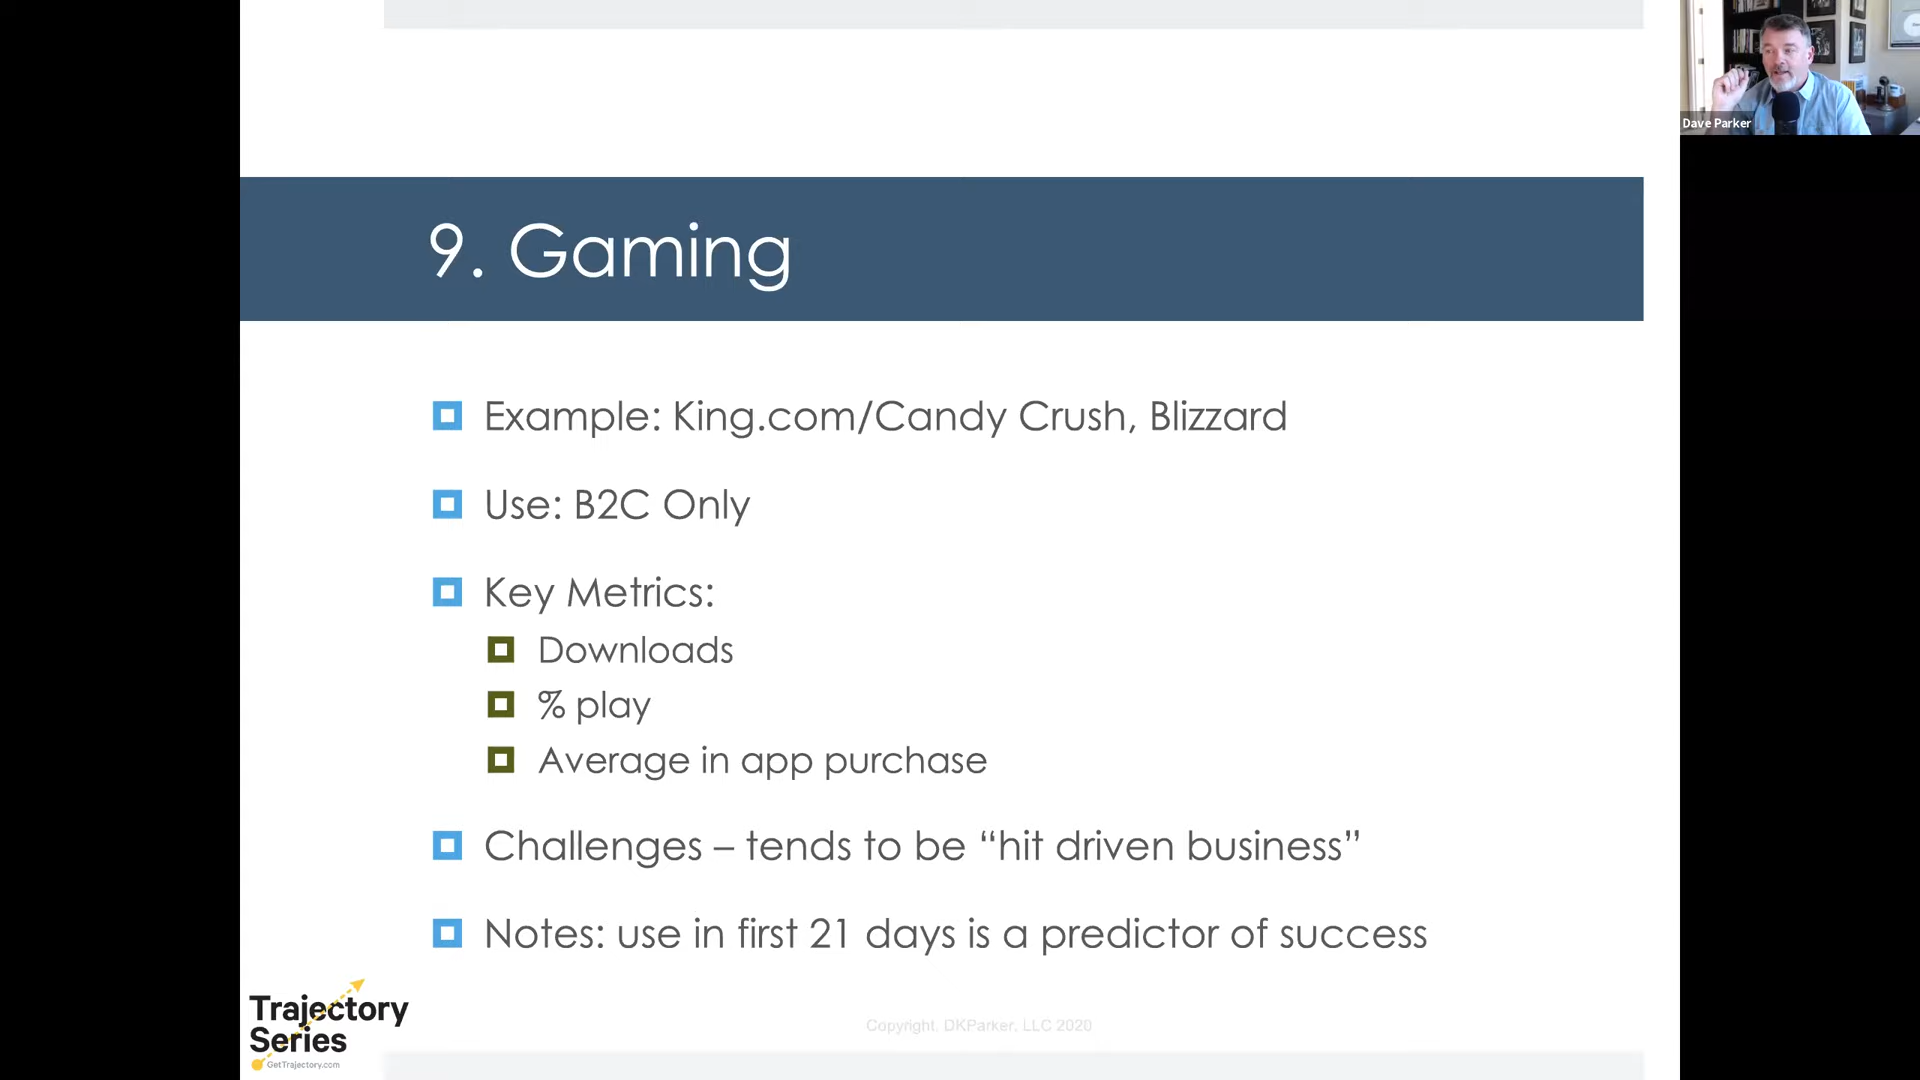 Dave Parker
9. Gaming
Example: King.com/Candy Crush, Blizzard
Use: B2C Only
Key Metrics:
Downloads
% play
Average in app purchase
Challenges – tends to be “hit driven business”
Notes: use in first 21 days is a predictor of success
Trajectory
Series
GetTrajectory.com
Copyright, DKParker, LLC 2020